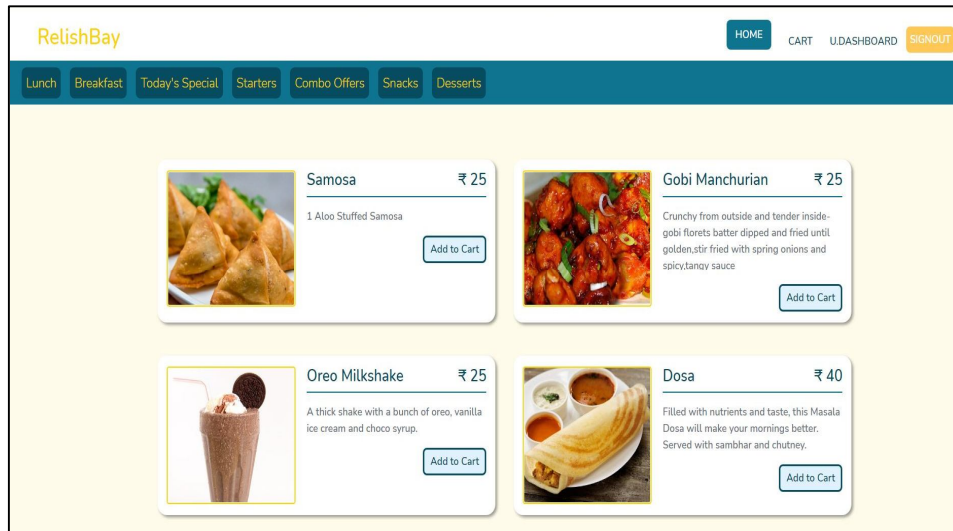 RelishBay
HOME CART U.DASHBOARD SIGNOUT
Lunch Breakfast Today's Special Starters Combo Offers Snacks Desserts
Samosa ₹ 25
1 Aloo Stuffed Samosa
Add to Cart
Gobi Manchurian ₹ 25
Crunchy from outside and tender inside-
gobi florets batter dipped and fried until
golden,stir fried with spring onions and
spicy,tangy sauce
Add to Cart
Oreo Milkshake ₹ 25
A thick shake with a bunch of oreo, vanilla
ice cream and choco syrup.
Add to Cart
Dosa ₹ 40
Filled with nutrients and taste, this Masala
Dosa will make your mornings better.
Served with sambhar and chutney.
Add to Cart